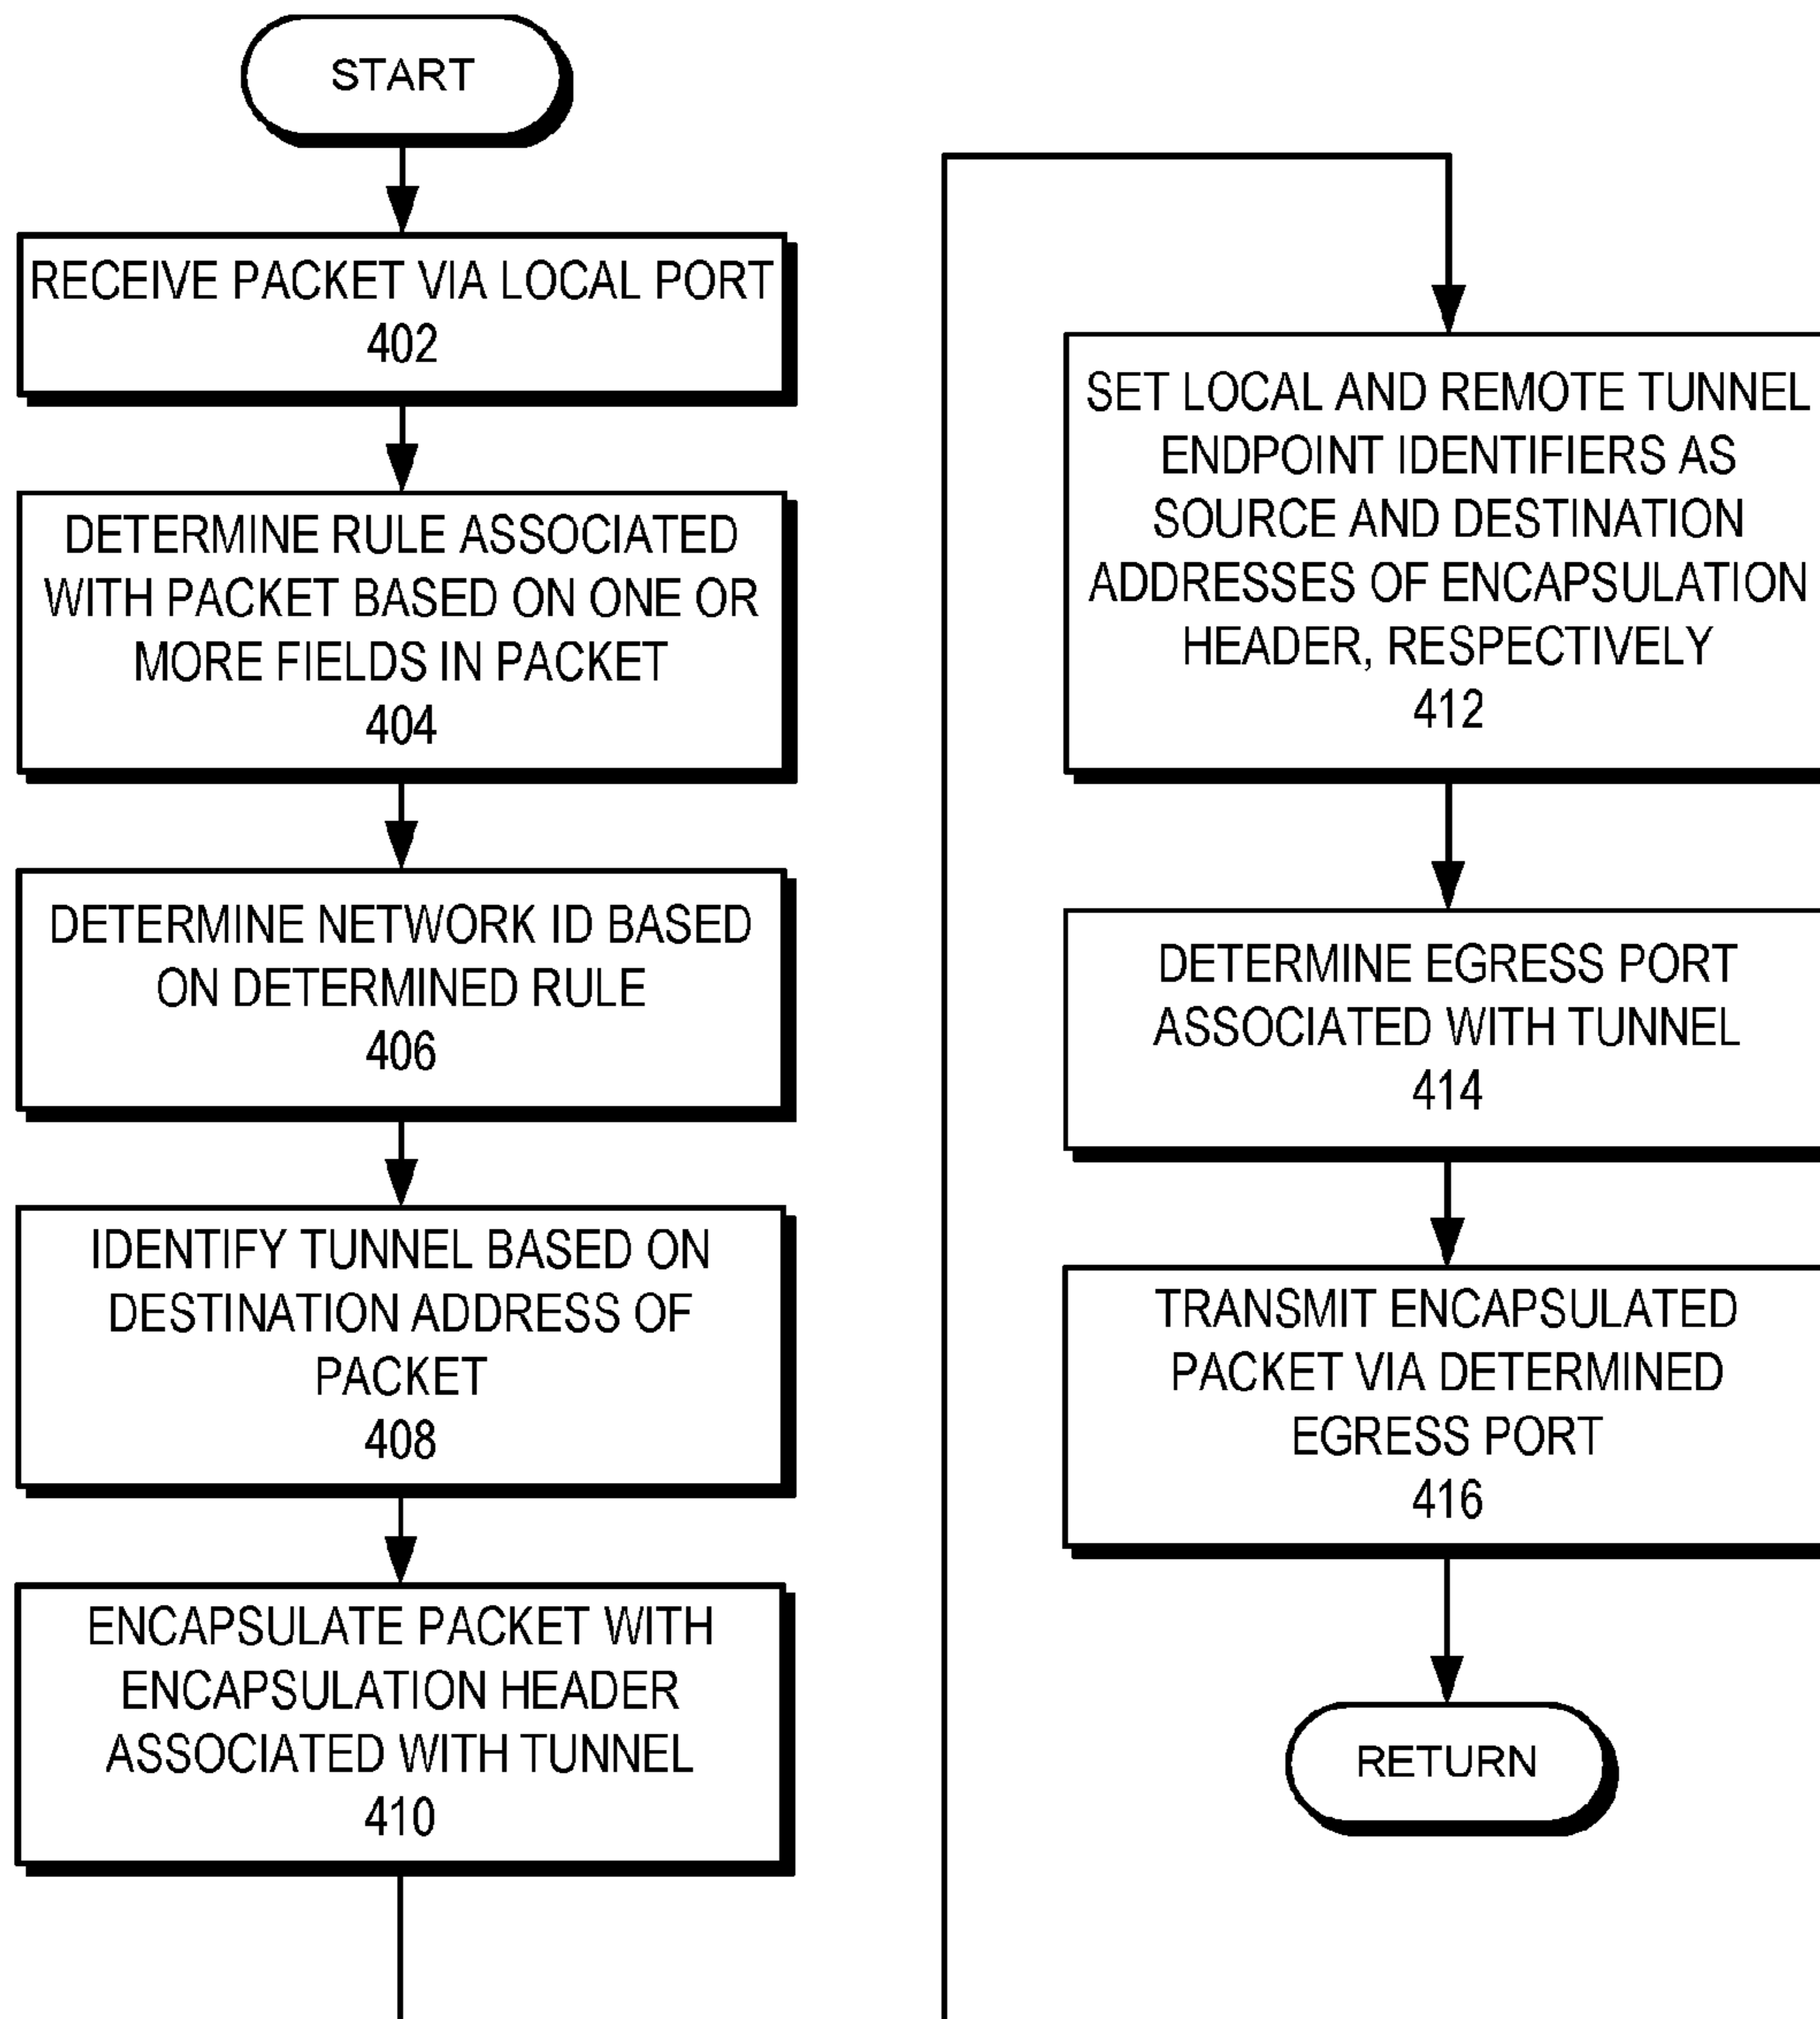 START
RECEIVE PACKET VIA LOCAL PORT
402
DETERMINE RULE ASSOCIATED
WITH PACKET BASED ON ONE OR
MORE FIELDS IN PACKET
404
DETERMINE NETWORK ID BASED
ON DETERMINED RULE
406
IDENTIFY TUNNEL BASED ON
DESTINATION ADDRESS OF
PACKET
408
ENCAPSULATE PACKET WITH
ENCAPSULATION HEADER
ASSOCIATED WITH TUNNEL
410
SET LOCAL AND REMOTE TUNNEL
ENDPOINT IDENTIFIERS AS
SOURCE AND DESTINATION
ADDRESSES OF ENCAPSULATION
HEADER, RESPECTIVELY
412
DETERMINE EGRESS PORT
ASSOCIATED WITH TUNNEL
414
TRANSMIT ENCAPSULATED
PACKET VIA DETERMINED
EGRESS PORT
416
RETURN